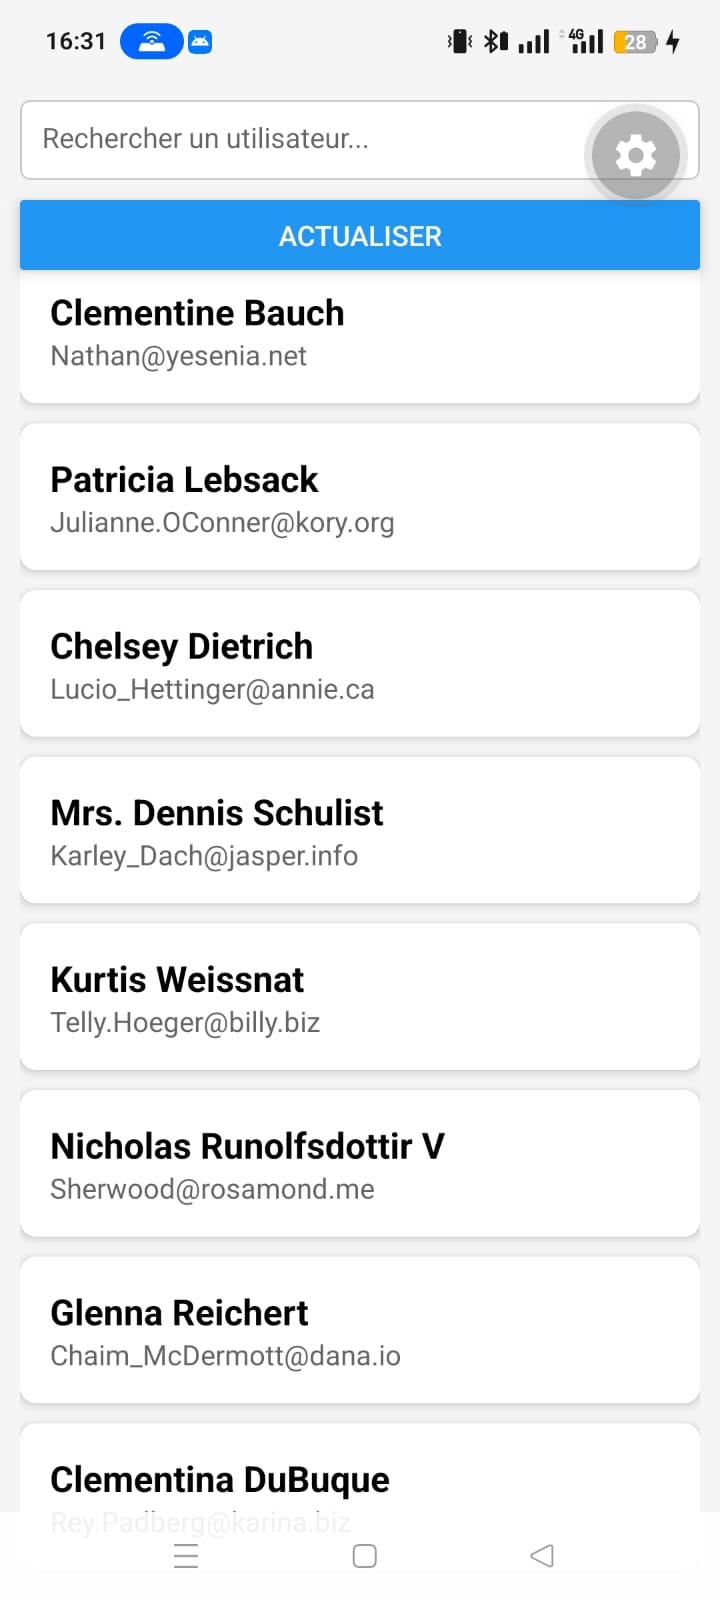 16:31
4G
28
Rechercher un utilisateur...
ACTUALISER
Clementine Bauch
Nathan@yesenia.net
Patricia Lebsack
Julianne.OConner@kory.org
Chelsey Dietrich
Lucio_Hettinger@annie.ca
Mrs. Dennis Schulist
Karley_Dach@jasper.info
Kurtis Weissnat
Telly.Hoeger@billy.biz
Nicholas Runolfsdottir V
Sherwood@rosamond.me
Glenna Reichert
Chaim_McDermott@dana.io
Clementina DuBuque
Rey.Padberg@karina.biz